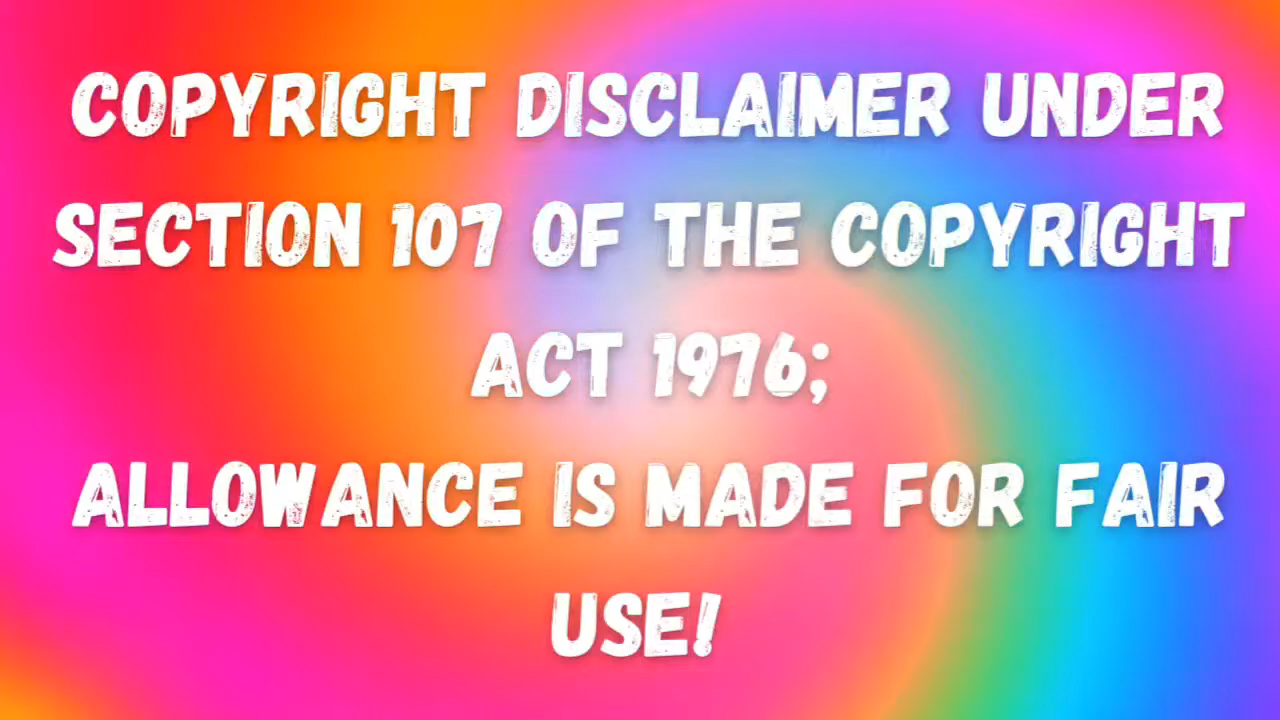 COPYRIGHT DISCLAIMER UNDER
SECTION 107 OF THE COPYRIGHT
ACT 1976;
ALLOWANCE IS MADE FOR FAIR
USE!